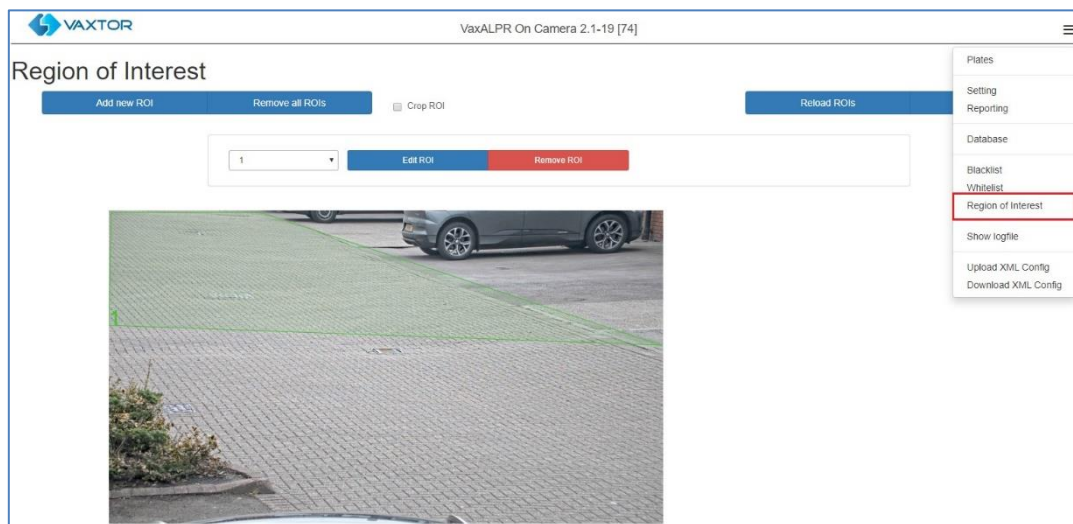 VAXTOR
VaxALPR On Camera 2.1-19 [74]
Region of Interest
Add new ROI
Remove all ROIs
Crop ROI
Reload ROIs
1
Edit ROI
Remove ROI
1
Plates
Setting
Reporting
Database
Blacklist
Whitelist
Region of Interest
Show logfile
Upload XML Config
Download XML Config